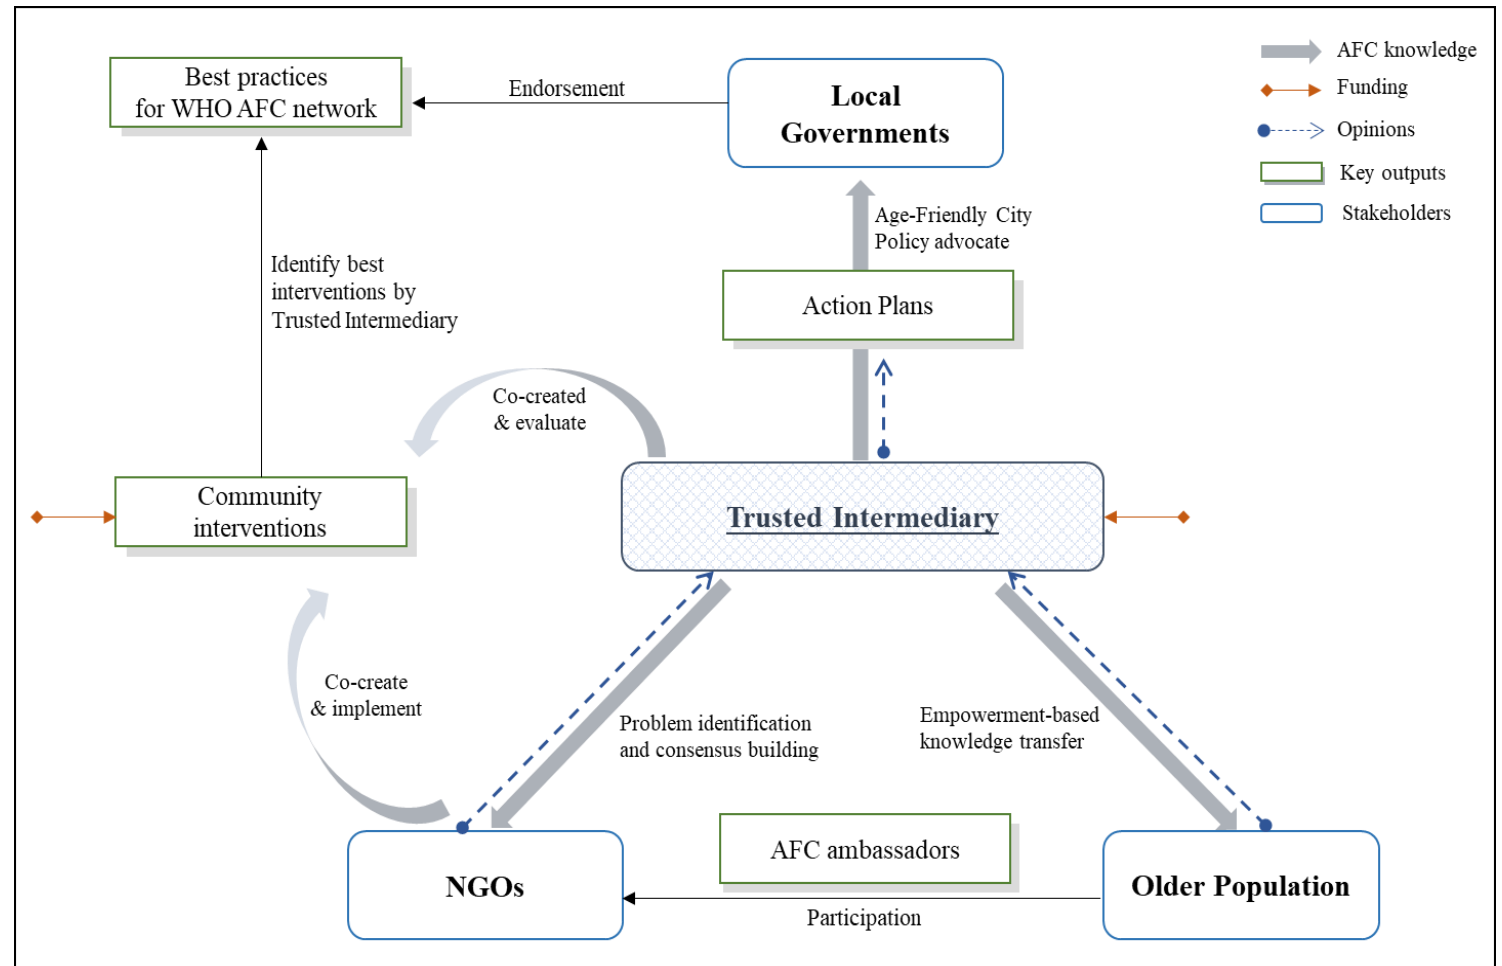 Best practices
for WHO AFC network
Endorsement
Local
Governments
AFC knowledge
Funding
Opinions
Key outputs
Stakeholders
Age-Friendly City
Policy advocate
Identify best
interventions by
Trusted Intermediary
Action Plans
Co-created
& evaluate
Community
interventions
Trusted Intermediary
Co-create
& implement
Problem identification
and consensus building
Empowerment-based
knowledge transfer
AFC ambassadors
NGOs
Older Population
Participation